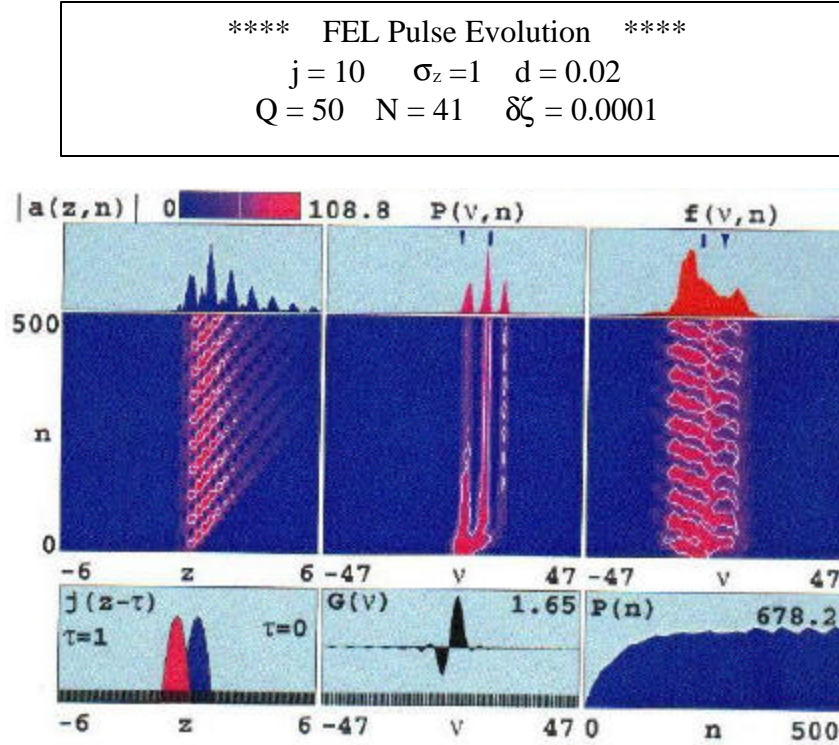 **** FEL Pulse Evolution ****
j = 10 σz =1 d = 0.02
Q = 50 N = 41 δζ = 0.0001
|a(z,n)| 0 108.8 P(ν,n) f(ν,n)
500
n
0
-6 z 6 -47 ν 47 -47 ν 47
j(z-τ) G(ν) 1.65 P(n) 678.2
τ=1 τ=0
-6 z 6 -47 ν 47 0 n 500